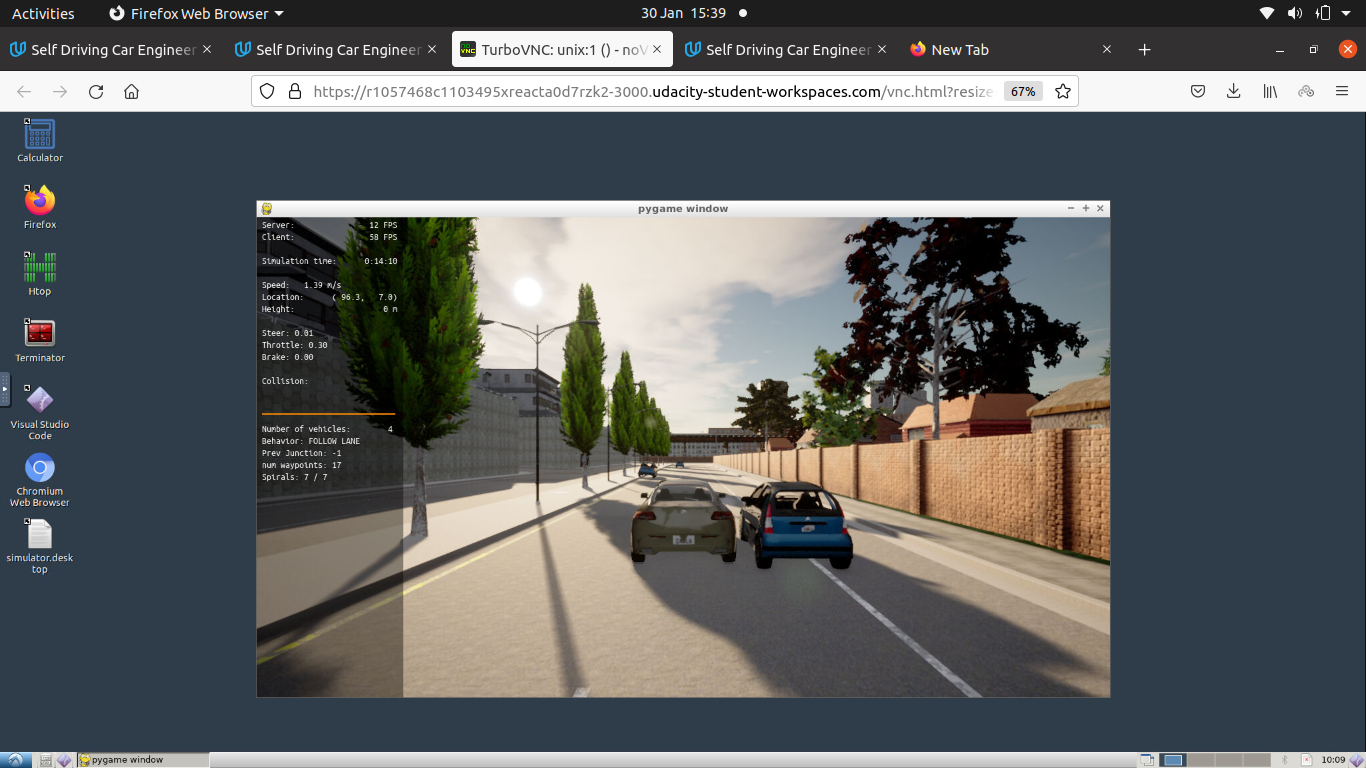 Activities
Firefox Web Browser
30 Jan 15:39
Self Driving Car Engineer
Self Driving Car Engineer
TurboVNC: unix:1 () - noV
Self Driving Car Engineer
New Tab
https://r1057468c1103495xreacta0d7rzk2-3000.udacity-student-workspaces.com/vnc.html?resize
67%
Calculator
Firefox
Htop
Terminator
Visual Studio
Code
Chromium
Web Browser
simulator.desk
top
pygame window
Server: 12 FPS
Client: 58 FPS
Simulation time: 0:14:10
Speed: 1.39 m/s
Location: ( 96.3, 7.0)
Height: 0 m
Steer: 0.01
Throttle: 0.30
Brake: 0.00
Collision:
Number of vehicles: 4
Behavior: FOLLOW LANE
Prev Junction: -1
num waypoints: 17
Spirals: 7 / 7
pygame window
10:09